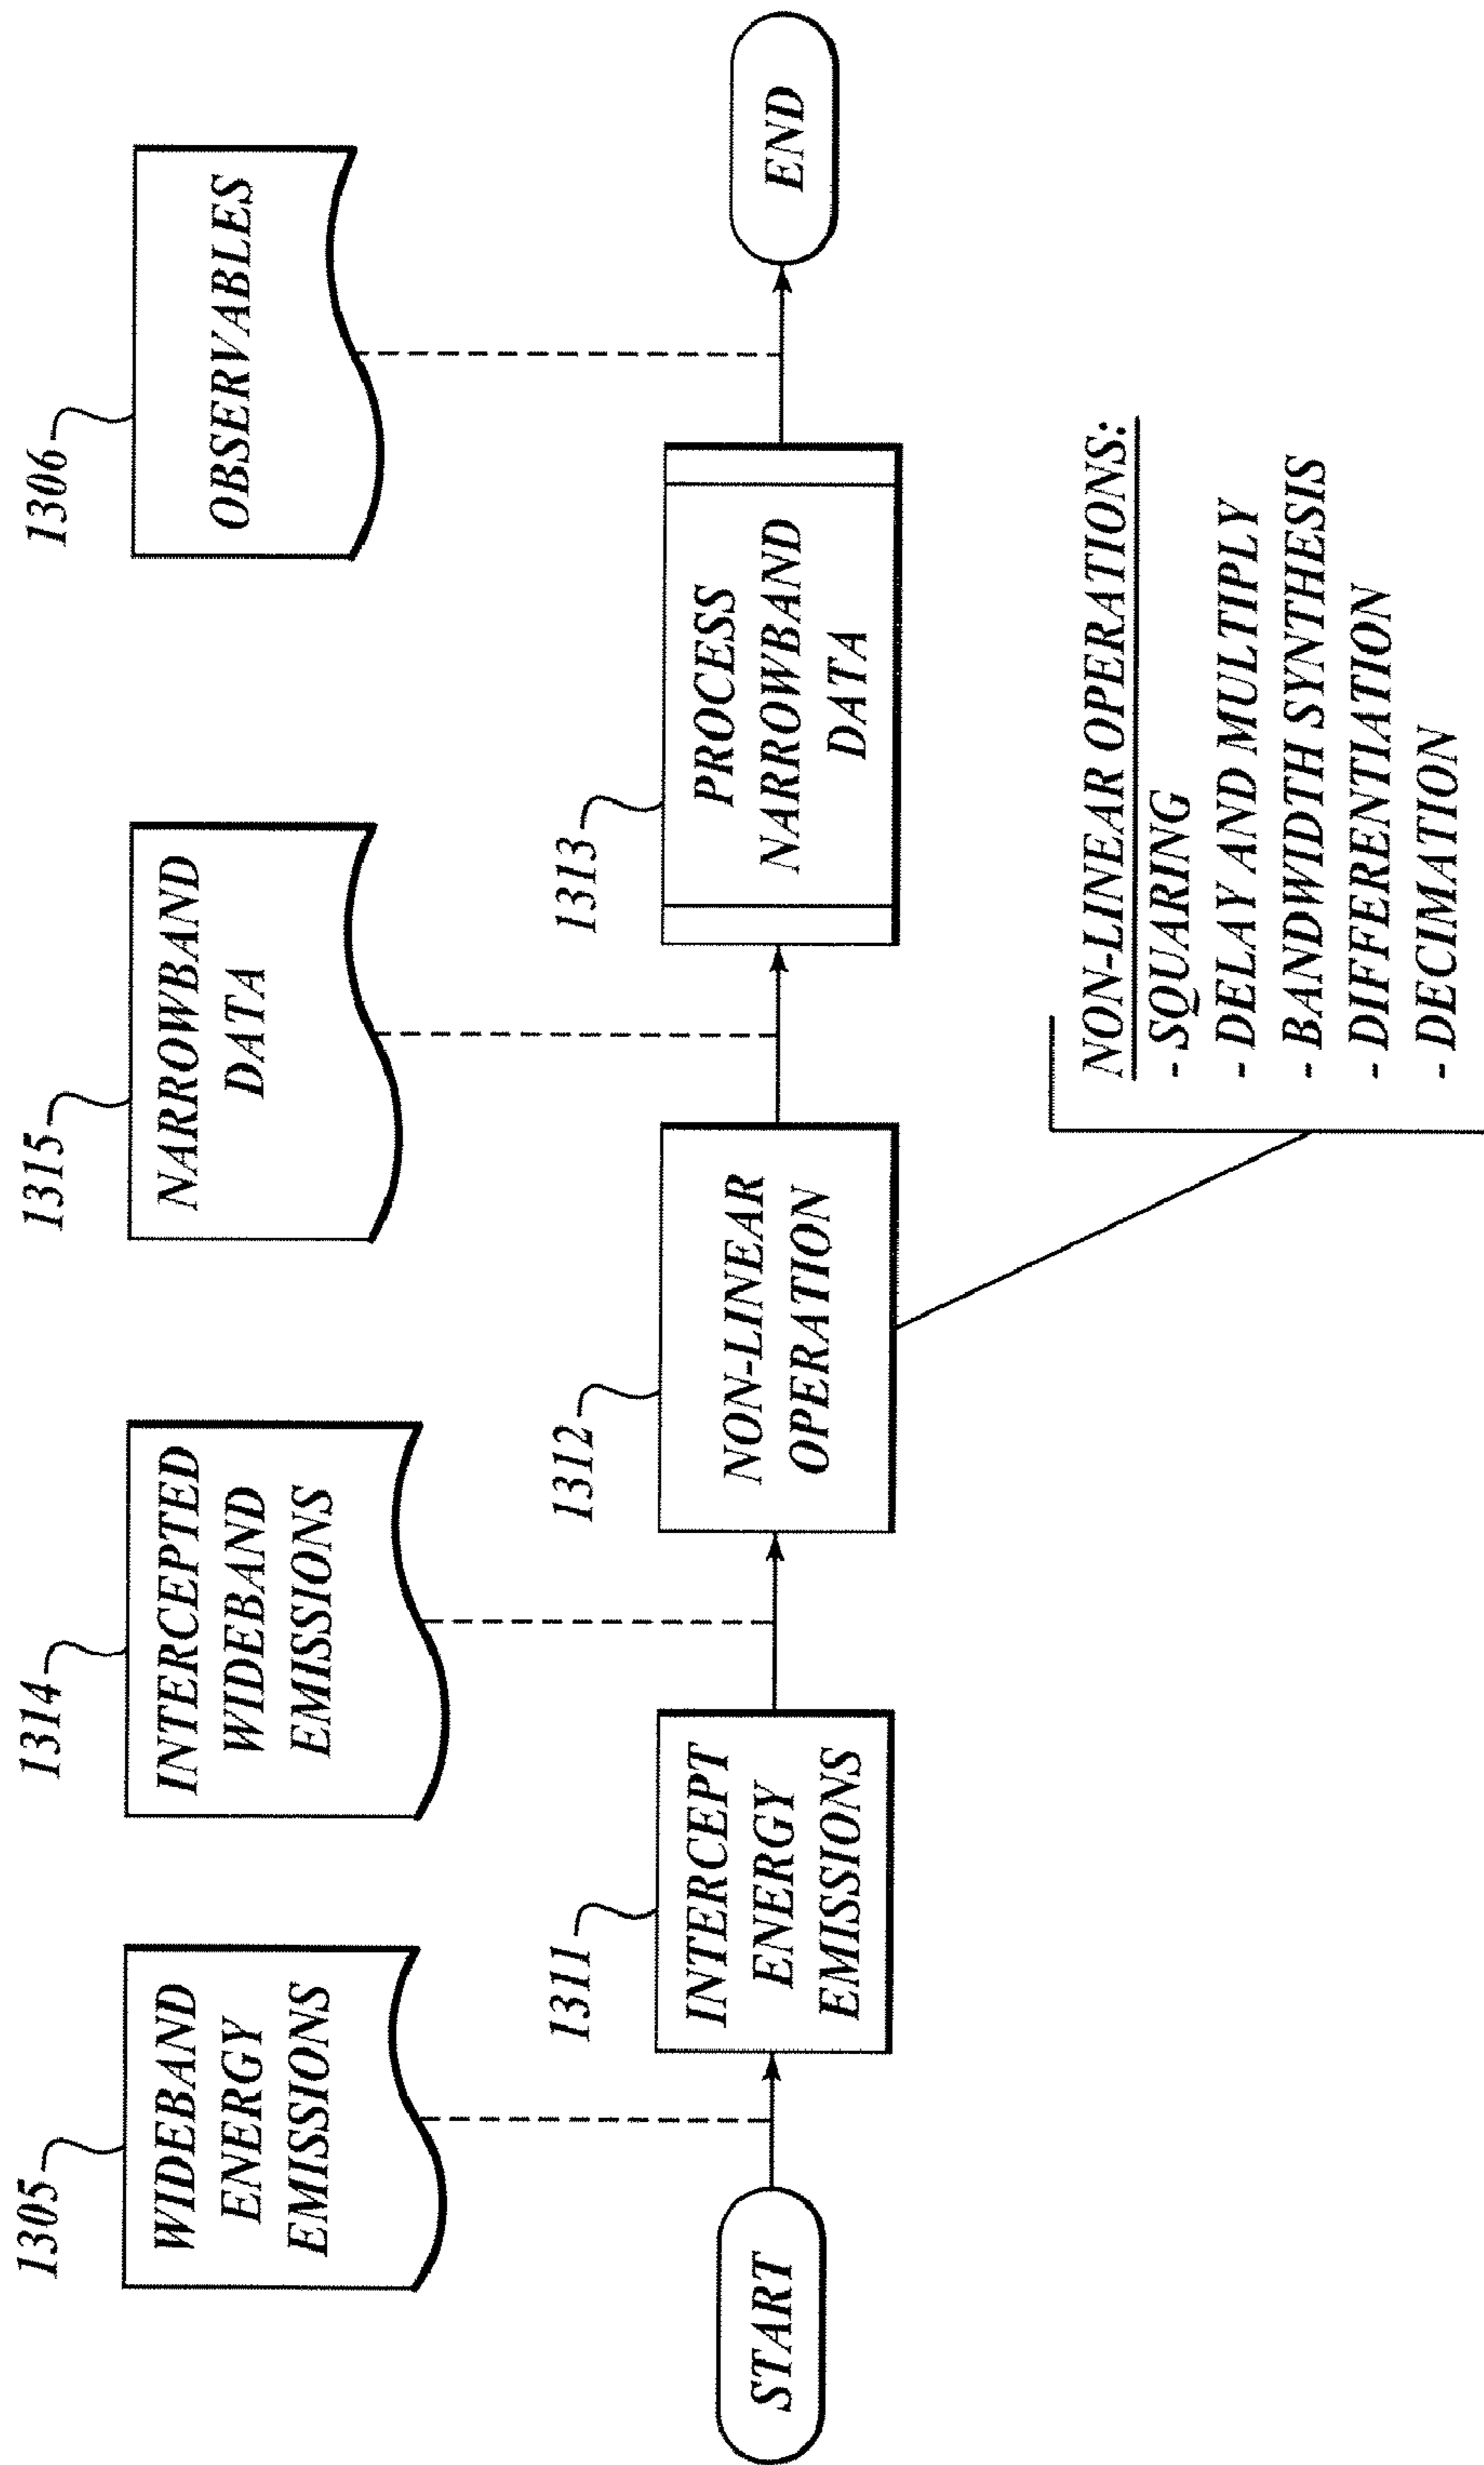 1305
WIDEBAND
ENERGY
EMISSIONS
1314
INTERCEPTED
WIDEBAND
EMISSIONS
1315
NARROWBAND
DATA
1306
OBSERVABLES
START
1311
INTERCEPT
ENERGY
EMISSIONS
1312
NON-LINEAR
OPERATION
1313
PROCESS
NARROWBAND
DATA
END
NON-LINEAR OPERATIONS:
- SQUARING
- DELAY AND MULTIPLY
- BANDWIDTH SYNTHESIS
- DIFFERENTIATION
- DECIMATION